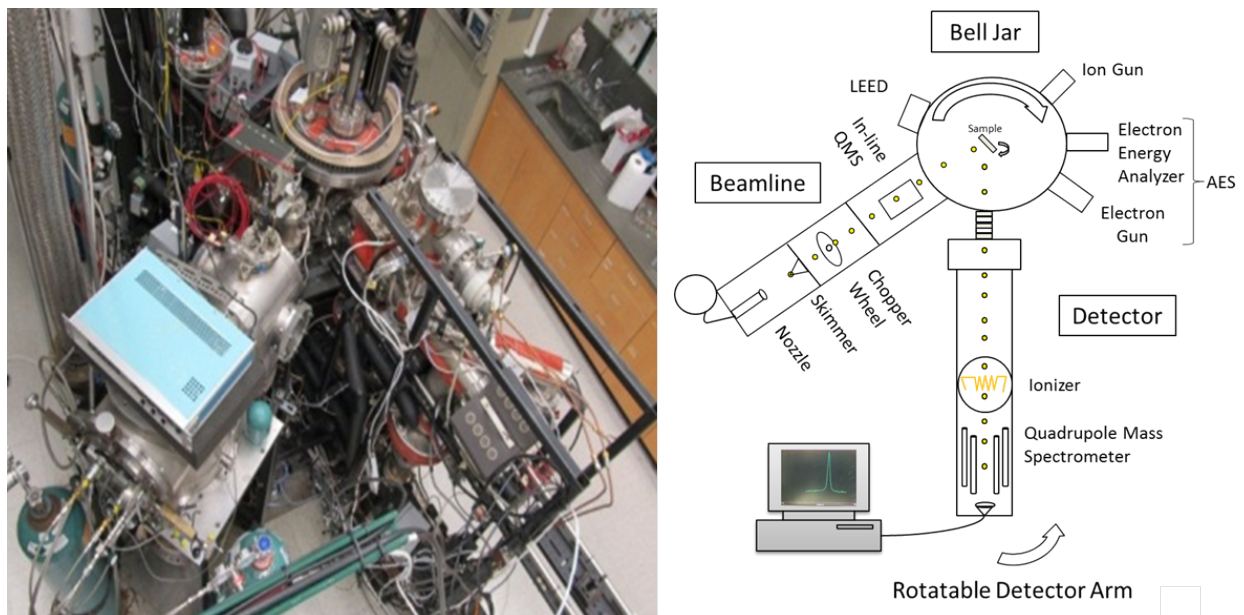 Bell Jar
Ion Gun
LEED
Sample
In-line
QMS
Electron
Energy
Analyzer
AES
Beamline
Electron
Gun
Chopper
Wheel
Skimmer
Nozzle
Detector
Ionizer
Quadrupole Mass
Spectrometer
Rotatable Detector Arm